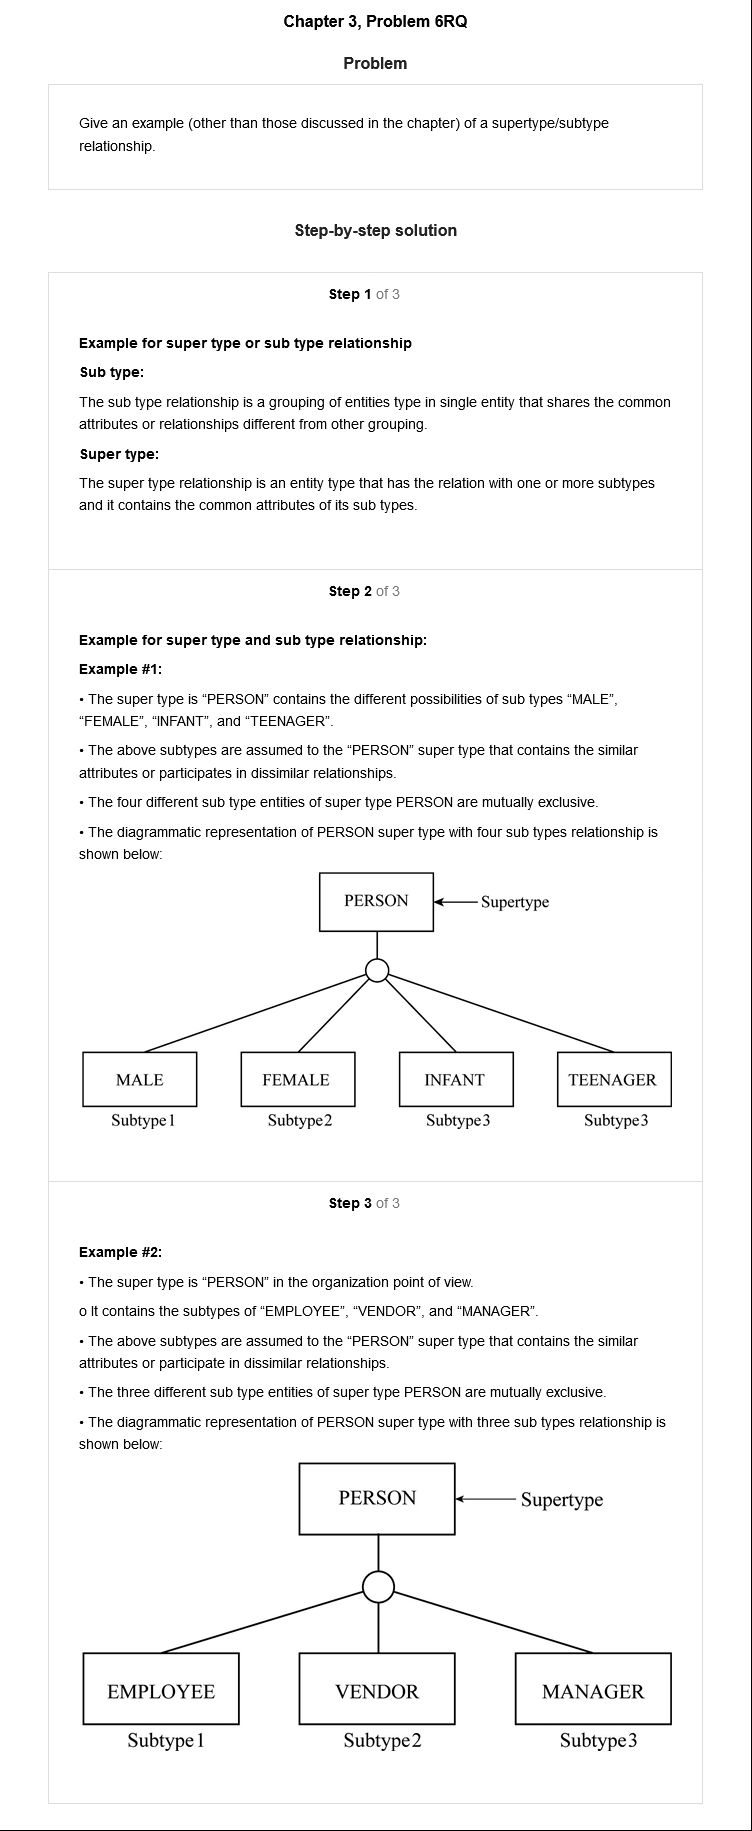 Chapter 3, Problem 6RQ
Problem
Give an example (other than those discussed in the chapter) of a supertype/subtype
relationship.
Step-by-step solution
Step 1 of 3
Example for super type or sub type relationship
Sub type:
The sub type relationship is a grouping of entities type in single entity that shares the common
attributes or relationships different from other grouping.
Super type:
The super type relationship is an entity type that has the relation with one or more subtypes
and it contains the common attributes of its sub types.
Step 2 of 3
Example for super type and sub type relationship:
Example #1:
• The super type is “PERSON” contains the different possibilities of sub types “MALE”,
“FEMALE”, “INFANT”, and “TEENAGER”.
• The above subtypes are assumed to the “PERSON” super type that contains the similar
attributes or participates in dissimilar relationships.
• The four different sub type entities of super type PERSON are mutually exclusive.
• The diagrammatic representation of PERSON super type with four sub types relationship is
shown below:
PERSON Supertype
MALE FEMALE INFANT TEENAGER
Subtype1 Subtype2 Subtype3 Subtype3
Step 3 of 3
Example #2:
• The super type is “PERSON” in the organization point of view.
o It contains the subtypes of “EMPLOYEE”, “VENDOR”, and “MANAGER”.
• The above subtypes are assumed to the “PERSON” super type that contains the similar
attributes or participate in dissimilar relationships.
• The three different sub type entities of super type PERSON are mutually exclusive.
• The diagrammatic representation of PERSON super type with three sub types relationship is
shown below:
PERSON Supertype
EMPLOYEE VENDOR MANAGER
Subtype1 Subtype2 Subtype3